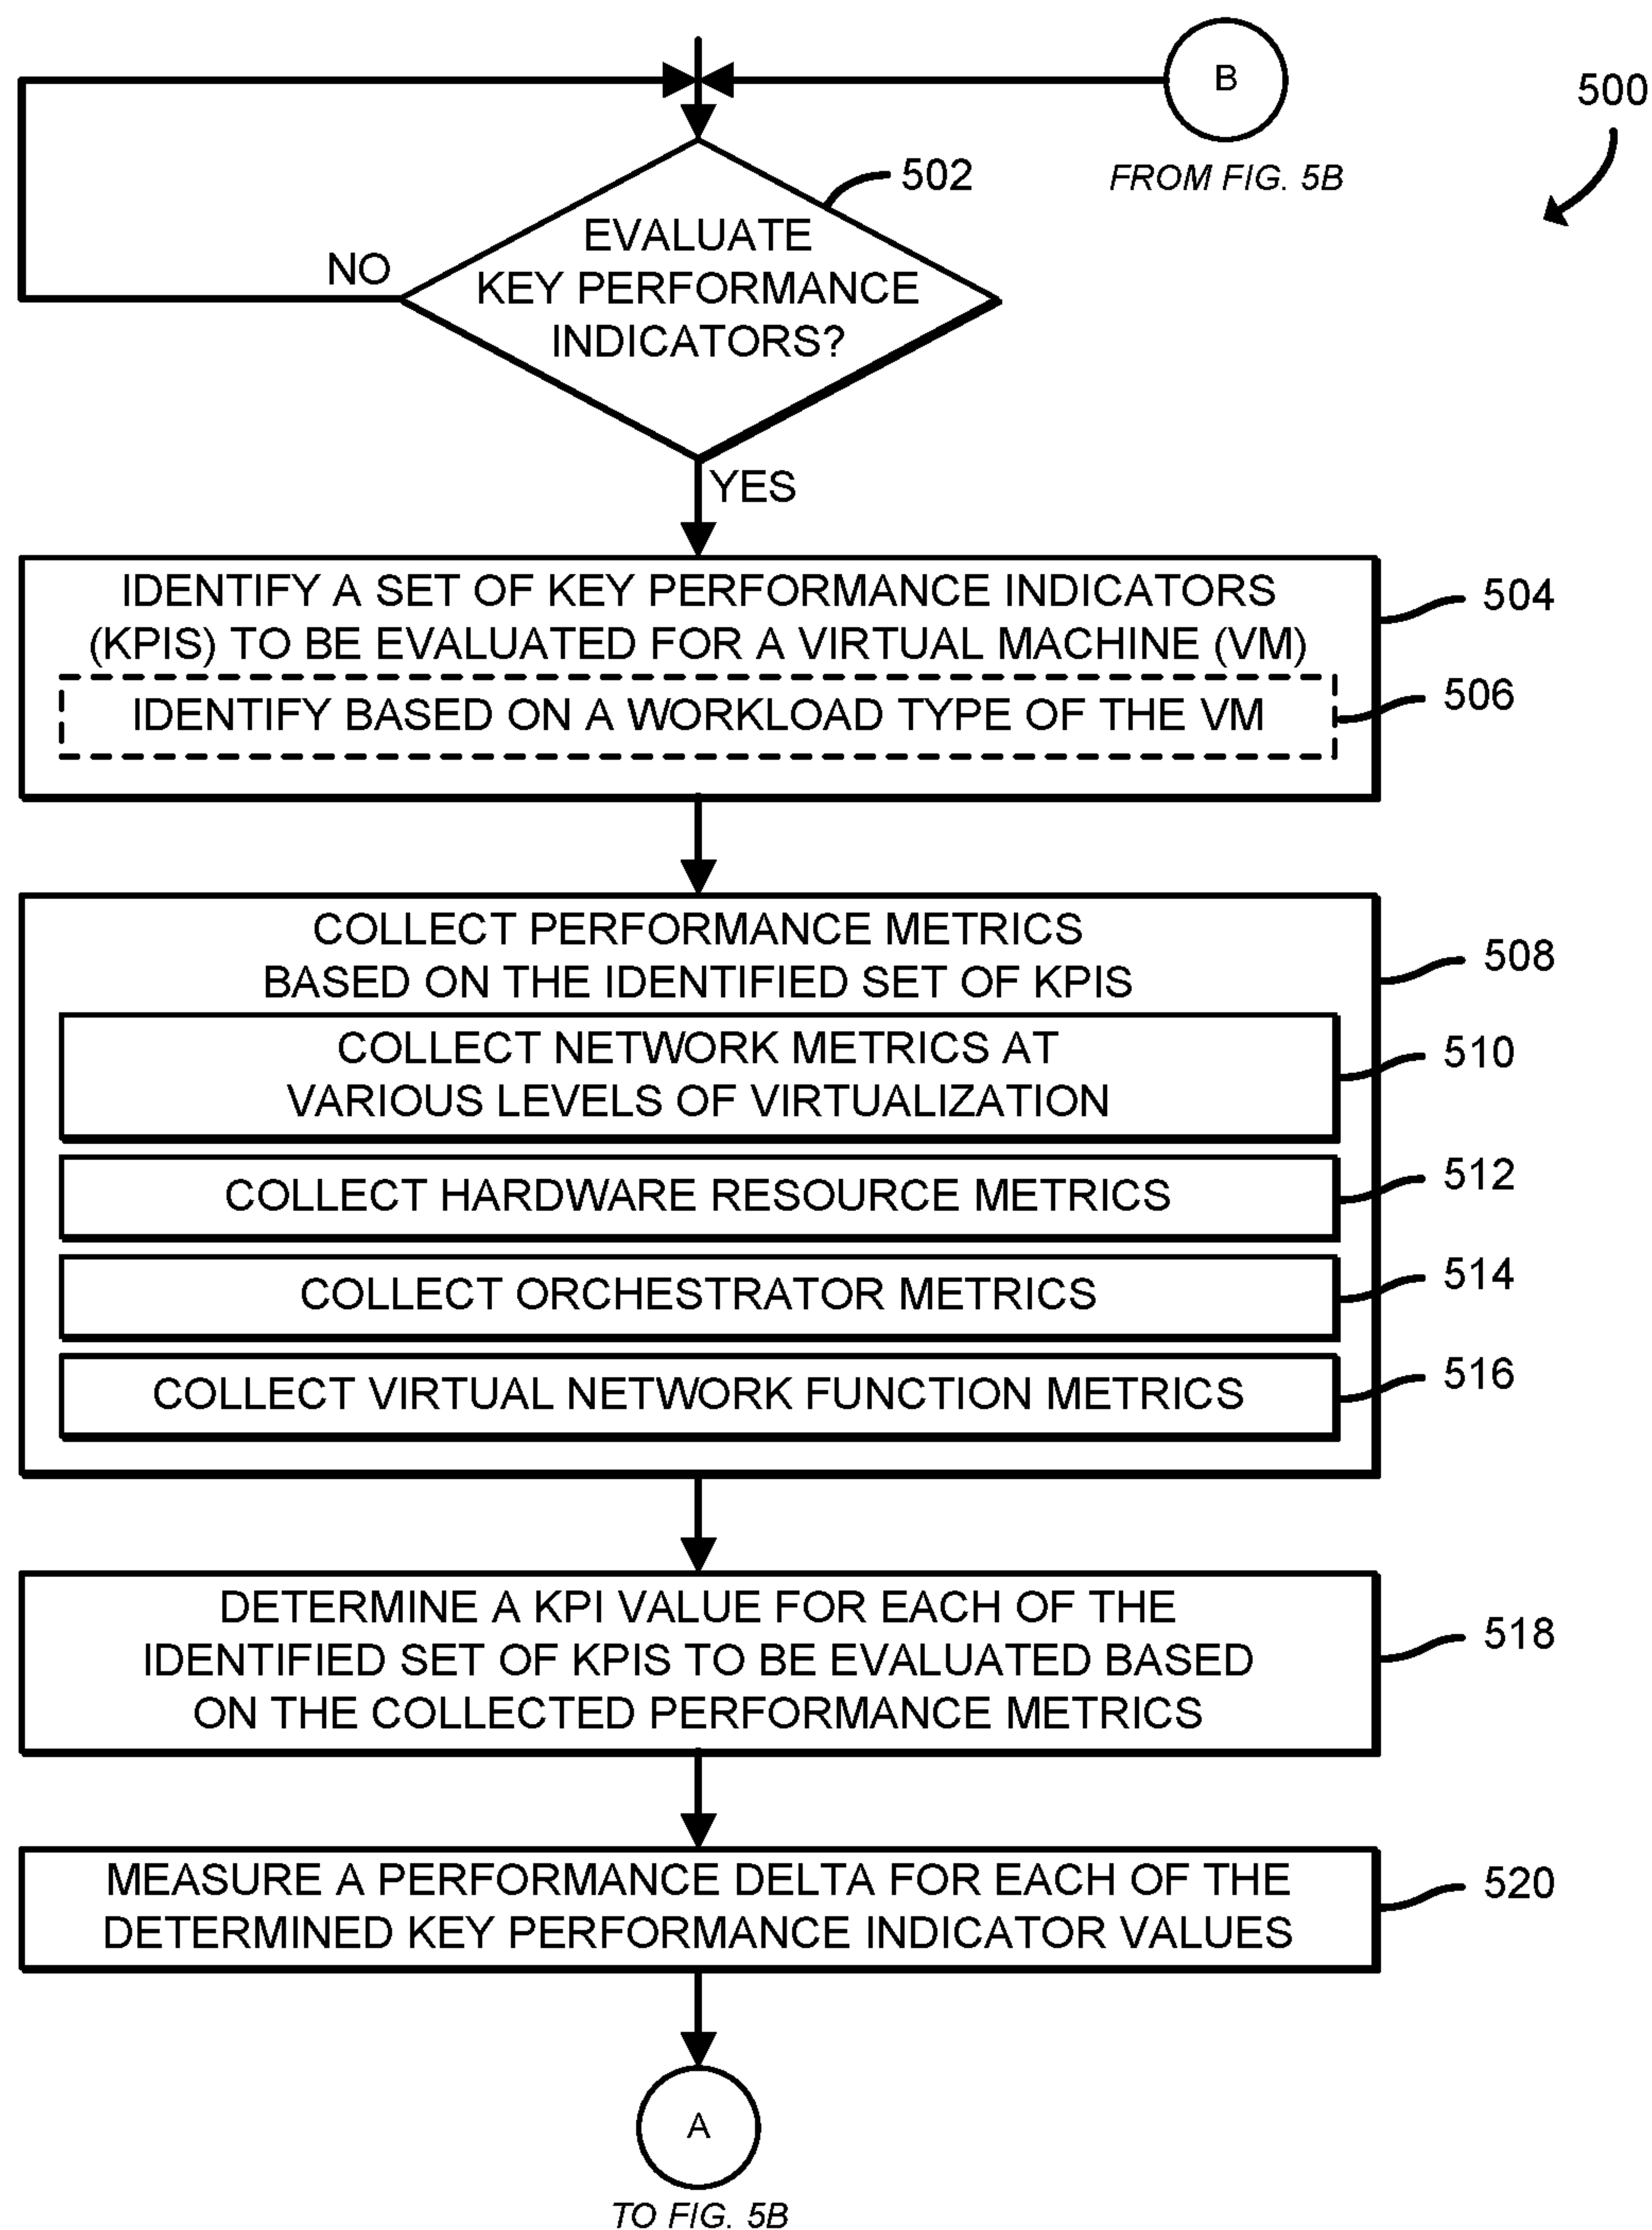 B
500
FROM FIG. 5B
502
EVALUATE
KEY PERFORMANCE
INDICATORS?
NO
YES
IDENTIFY A SET OF KEY PERFORMANCE INDICATORS
(KPIS) TO BE EVALUATED FOR A VIRTUAL MACHINE (VM)
504
IDENTIFY BASED ON A WORKLOAD TYPE OF THE VM
506
COLLECT PERFORMANCE METRICS
BASED ON THE IDENTIFIED SET OF KPIS
508
COLLECT NETWORK METRICS AT
VARIOUS LEVELS OF VIRTUALIZATION
510
COLLECT HARDWARE RESOURCE METRICS
512
COLLECT ORCHESTRATOR METRICS
514
COLLECT VIRTUAL NETWORK FUNCTION METRICS
516
DETERMINE A KPI VALUE FOR EACH OF THE
IDENTIFIED SET OF KPIS TO BE EVALUATED BASED
ON THE COLLECTED PERFORMANCE METRICS
518
MEASURE A PERFORMANCE DELTA FOR EACH OF THE
DETERMINED KEY PERFORMANCE INDICATOR VALUES
520
A
TO FIG. 5B